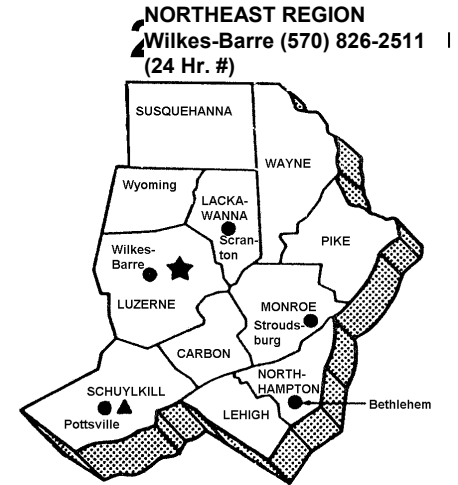 NORTHEAST REGION
2 Wilkes-Barre (570) 826-2511
(24 Hr. #)
SUSQUEHANNA
WAYNE
Wyoming
LACKA-
WANNA
Scran-
ton
PIKE
Wilkes-
Barre
LUZERNE
MONROE
Strouds-
burg
CARBON
NORTH-
HAMPTON
SCHUYLKILL
Pottsville
LEHIGH
Bethlehem